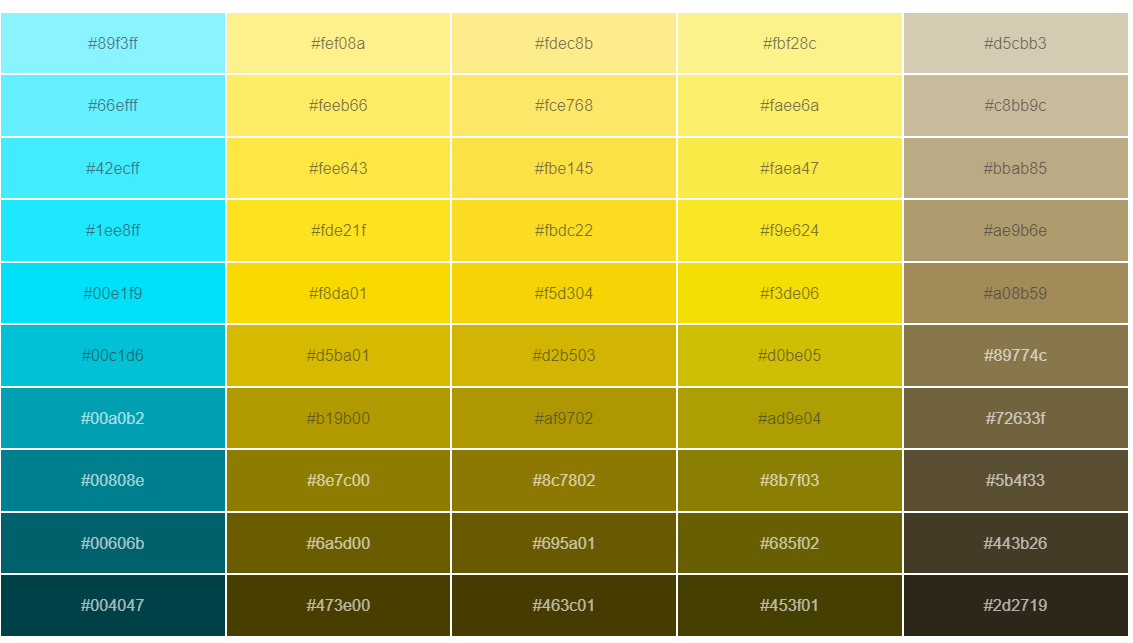 #89f3ff #fef08a #fdec8b #fbf28c #d5cbb3
#66efff #feeb66 #fce768 #faee6a #c8bb9c
#42ecff #fee643 #fbe145 #faea47 #bbab85
#1ee8ff #fde21f #fbdc22 #f9e624 #ae9b6e
#00e1f9 #f8da01 #f5d304 #f3de06 #a08b59
#00c1d6 #d5ba01 #d2b503 #d0be05 #89774c
#00a0b2 #b19b00 #af9702 #ad9e04 #72633f
#00808e #8e7c00 #8c7802 #8b7f03 #5b4f33
#00606b #6a5d00 #695a01 #685f02 #443b26
#004047 #473e00 #463c01 #453f01 #2d2719